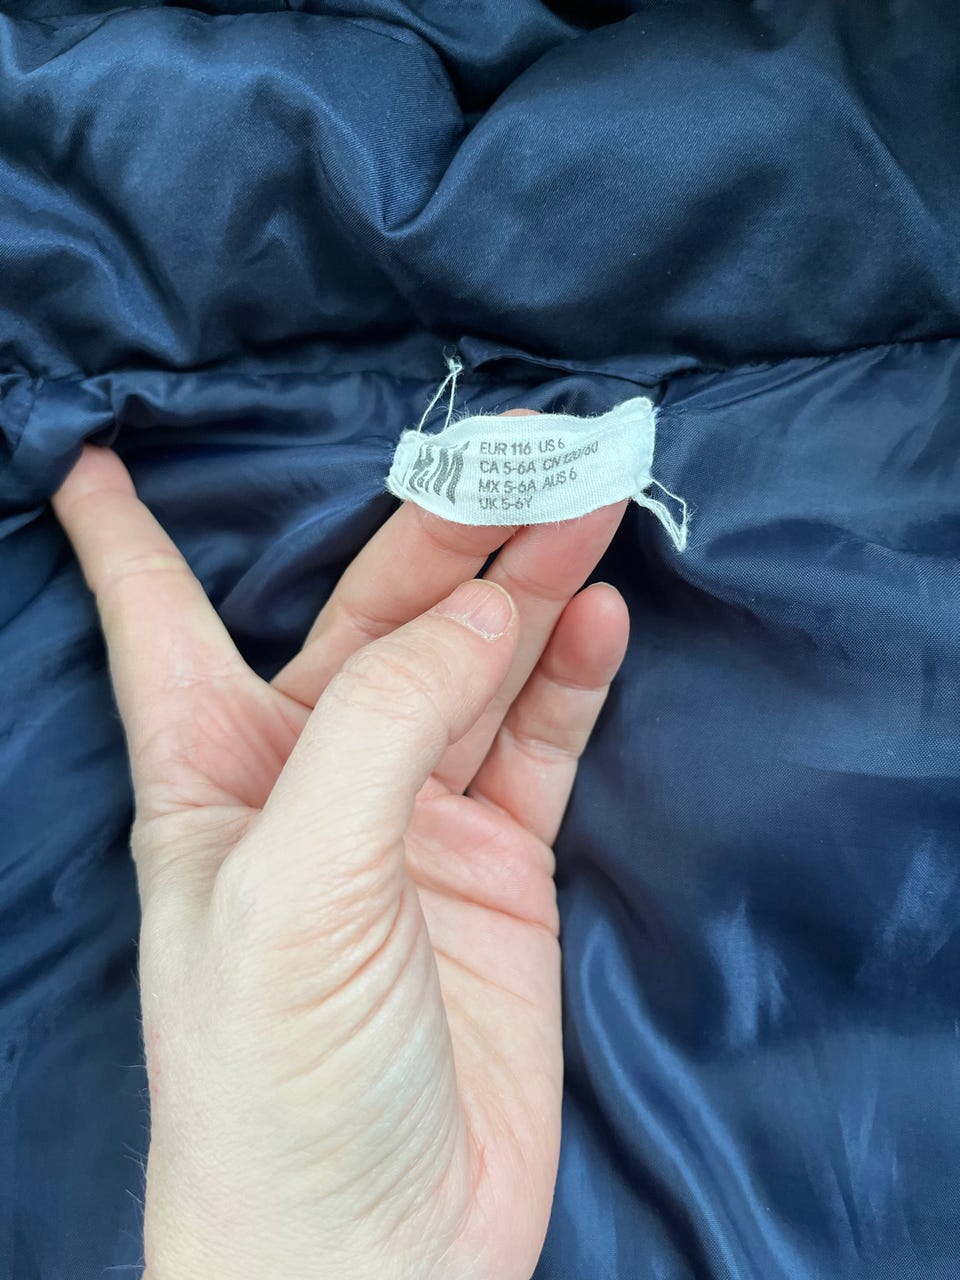 H&M
EUR 116 US 6
CA 5-6A CN 120/60
MX 5-6A AUS 6
UK 5-6Y